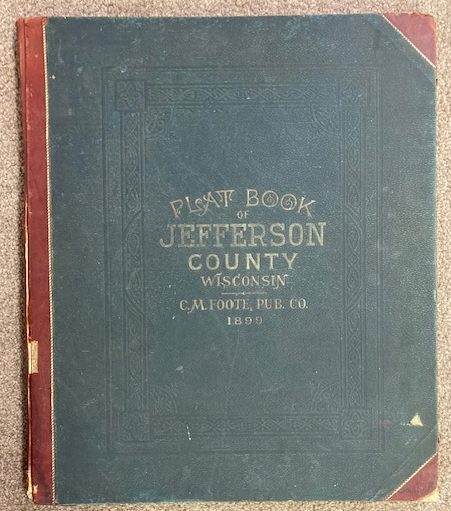 PLAT BOOK
OF
JEFFERSON
COUNTY
WISCONSIN
C.M. FOOTE, PUB. CO.
1899